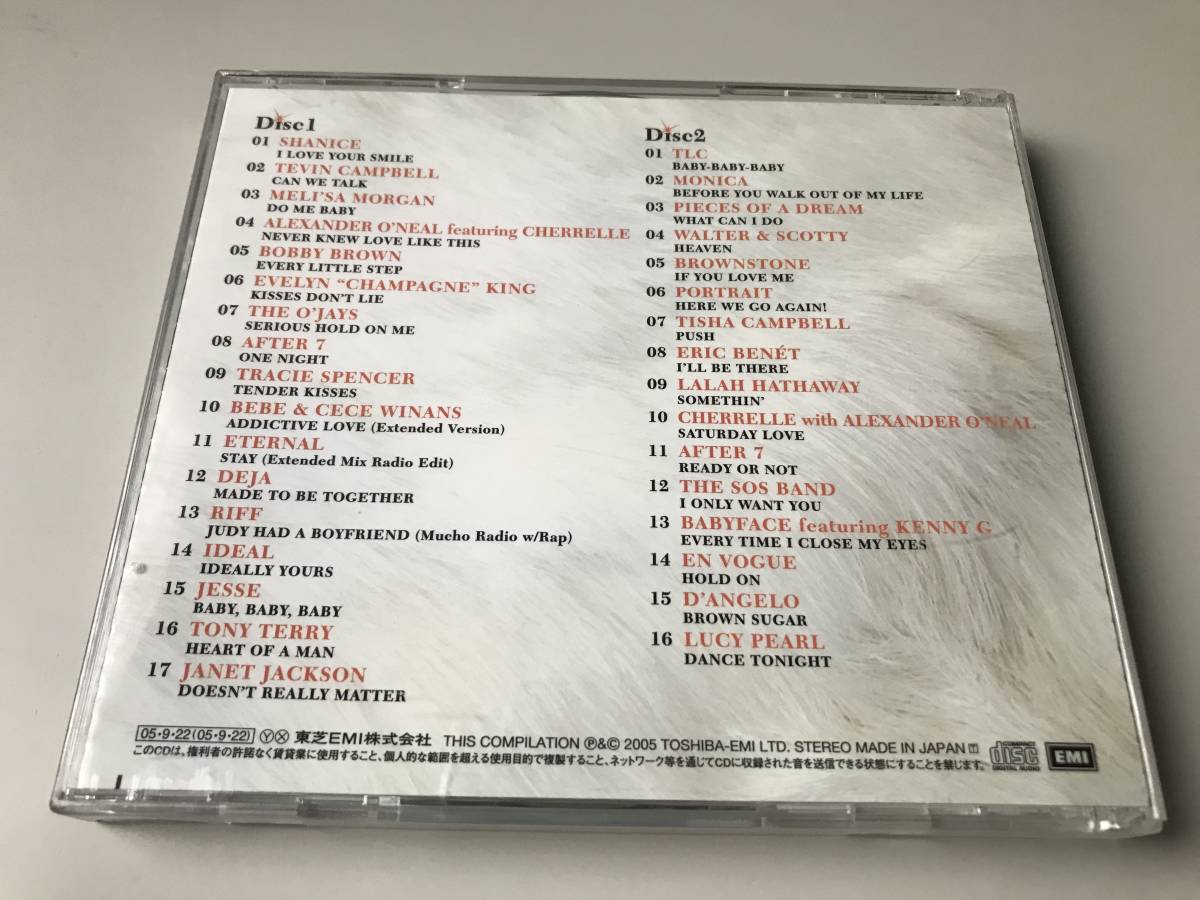 Disc1
01 SHANICE
I LOVE YOUR SMILE
02 TEVIN CAMPBELL
CAN WE TALK
03 MELI'SA MORGAN
DO ME BABY
04 ALEXANDER O'NEAL featuring CHERRELLE
NEVER KNEW LOVE LIKE THIS
05 BOBBY BROWN
EVERY LITTLE STEP
06 EVELYN "CHAMPAGNE" KING
KISSES DON'T LIE
07 THE O'JAYS
SERIOUS HOLD ON ME
08 AFTER 7
ONE NIGHT
09 TRACIE SPENCER
TENDER KISSES
10 BEBE & CECE WINANS
ADDICTIVE LOVE (Extended Version)
11 ETERNAL
STAY (Extended Mix Radio Edit)
12 DEJA
MADE TO BE TOGETHER
13 RIFF
JUDY HAD A BOYFRIEND (Mucho Radio w/Rap)
14 IDEAL
IDEALLY YOURS
15 JESSE
BABY, BABY, BABY
16 TONY TERRY
HEART OF A MAN
17 JANET JACKSON
DOESN'T REALLY MATTER
Disc2
01 TLC
BABY-BABY-BABY
02 MONICA
BEFORE YOU WALK OUT OF MY LIFE
03 PIECES OF A DREAM
WHAT CAN I DO
04 WALTER & SCOTTY
HEAVEN
05 BROWNSTONE
IF YOU LOVE ME
06 PORTRAIT
HERE WE GO AGAIN!
07 TISHA CAMPBELL
PUSH
08 ERIC BENÉT
I'LL BE THERE
09 LALAH HATHAWAY
SOMETHIN'
10 CHERRELLE with ALEXANDER O'NEAL
SATURDAY LOVE
11 AFTER 7
READY OR NOT
12 THE SOS BAND
I ONLY WANT YOU
13 BABYFACE featuring KENNY G
EVERY TIME I CLOSE MY EYES
14 EN VOGUE
HOLD ON
15 D'ANGELO
BROWN SUGAR
16 LUCY PEARL
DANCE TONIGHT
05・9・22(05・9・22) Ⓨ Ⓧ 東芝EMI株式会社 THIS COMPILATION ℗&© 2005 TOSHIBA-EMI LTD. STEREO MADE IN JAPAN
このCDは、権利者の許諾なく賃貸業に使用すること、個人的な範囲を超える使用目的で複製すること、ネットワーク等を通じてCDに収録された音を送信できる状態にすることを禁じます。
COMPACT disc DIGITAL AUDIO EMI